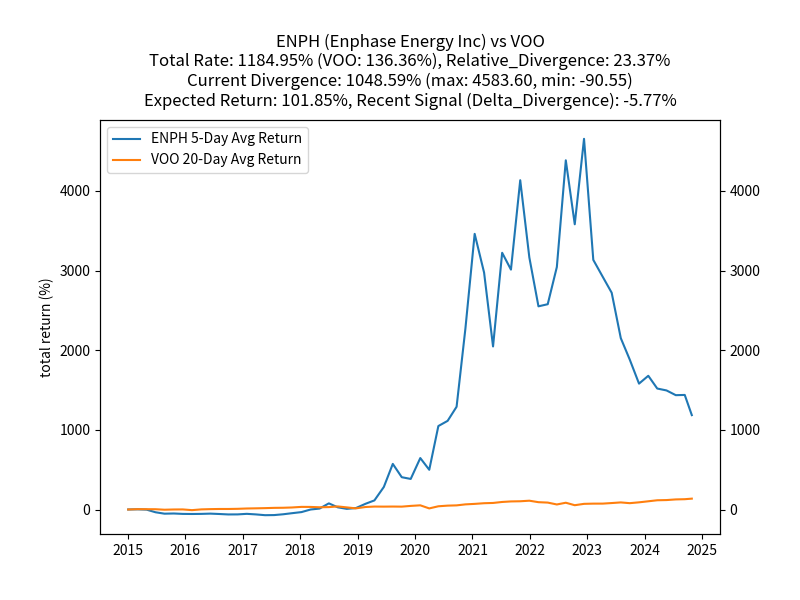 ENPH (Enphase Energy Inc) vs VOO
Total Rate: 1184.95% (VOO: 136.36%), Relative_Divergence: 23.37%
Current Divergence: 1048.59% (max: 4583.60, min: -90.55)
Expected Return: 101.85%, Recent Signal (Delta_Divergence): -5.77%
ENPH 5-Day Avg Return
VOO 20-Day Avg Return
total return (%)
4000 4000
3000 3000
2000 2000
1000 1000
0 0
2015 2016 2017 2018 2019 2020 2021 2022 2023 2024 2025